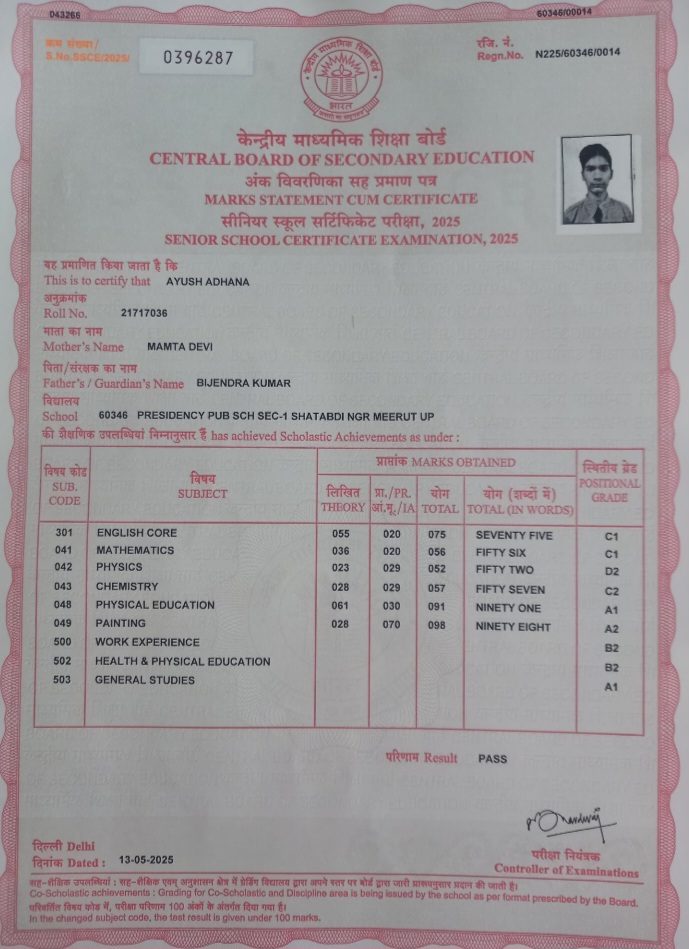 043266
60346/00014
क्रम संख्या/
S.No.SSCE/2025/ 0396287
रजि. नं.
Regn.No. N225/60346/0014
केन्द्रीय माध्यमिक शिक्षा बोर्ड
भारत
केन्द्रीय माध्यमिक शिक्षा बोर्ड
CENTRAL BOARD OF SECONDARY EDUCATION
अंक विवरणिका सह प्रमाण पत्र
MARKS STATEMENT CUM CERTIFICATE
सीनियर स्कूल सर्टिफिकेट परीक्षा, 2025
SENIOR SCHOOL CERTIFICATE EXAMINATION, 2025
यह प्रमाणित किया जाता है कि
This is to certify that AYUSH ADHANA
अनुक्रमांक
Roll No. 21717036
माता का नाम
Mother's Name MAMTA DEVI
पिता/संरक्षक का नाम
Father's / Guardian's Name BIJENDRA KUMAR
विद्यालय
School 60346 PRESIDENCY PUB SCH SEC-1 SHATABDI NGR MEERUT UP
की शैक्षणिक उपलब्धियां निम्नानुसार हैं has achieved Scholastic Achievements as under :
विषय कोड SUB. CODE
विषय SUBJECT
प्राप्तांक MARKS OBTAINED
लिखित THEORY
प्रा./PR. आं.मू./IA
योग TOTAL
योग (शब्दों में) TOTAL (IN WORDS)
स्थितीय ग्रेड POSITIONAL GRADE
301 ENGLISH CORE 055 020 075 SEVENTY FIVE C1
041 MATHEMATICS 036 020 056 FIFTY SIX C1
042 PHYSICS 023 029 052 FIFTY TWO D2
043 CHEMISTRY 028 029 057 FIFTY SEVEN C2
048 PHYSICAL EDUCATION 061 030 091 NINETY ONE A1
049 PAINTING 028 070 098 NINETY EIGHT A2
500 WORK EXPERIENCE B2
502 HEALTH & PHYSICAL EDUCATION B2
503 GENERAL STUDIES A1
परिणाम Result PASS
दिल्ली Delhi
दिनांक Dated : 13-05-2025
परीक्षा नियंत्रक
Controller of Examinations
सह-शैक्षिक उपलब्धियां : सह-शैक्षिक एवम् अनुशासन क्षेत्र में ग्रेडिंग विद्यालय द्वारा अपने स्तर पर बोर्ड द्वारा जारी प्रारूपनुसार प्रदान की जाती है।
Co-Scholastic achievements : Grading for Co-Scholastic and Discipline area is being issued by the school as per format prescribed by the Board.
परिवर्तित विषय कोड में, परीक्षा परिणाम 100 अंकों के अंतर्गत दिया गया है।
In the changed subject code, the test result is given under 100 marks.